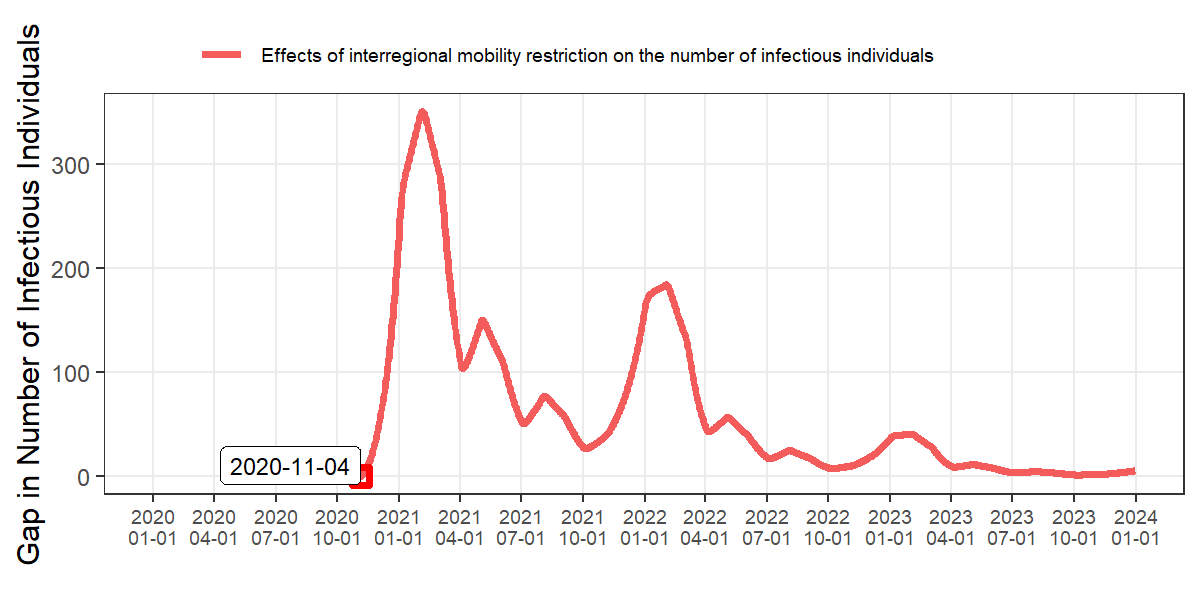 Effects of interregional mobility restriction on the number of infectious individuals
Gap in Number of Infectious Individuals
300
200
100
0
2020-11-04
2020 2020 2020 2020 2021 2021 2021 2021 2022 2022 2022 2022 2023 2023 2023 2023 2024
01-01 04-01 07-01 10-01 01-01 04-01 07-01 10-01 01-01 04-01 07-01 10-01 01-01 04-01 07-01 10-01 01-01